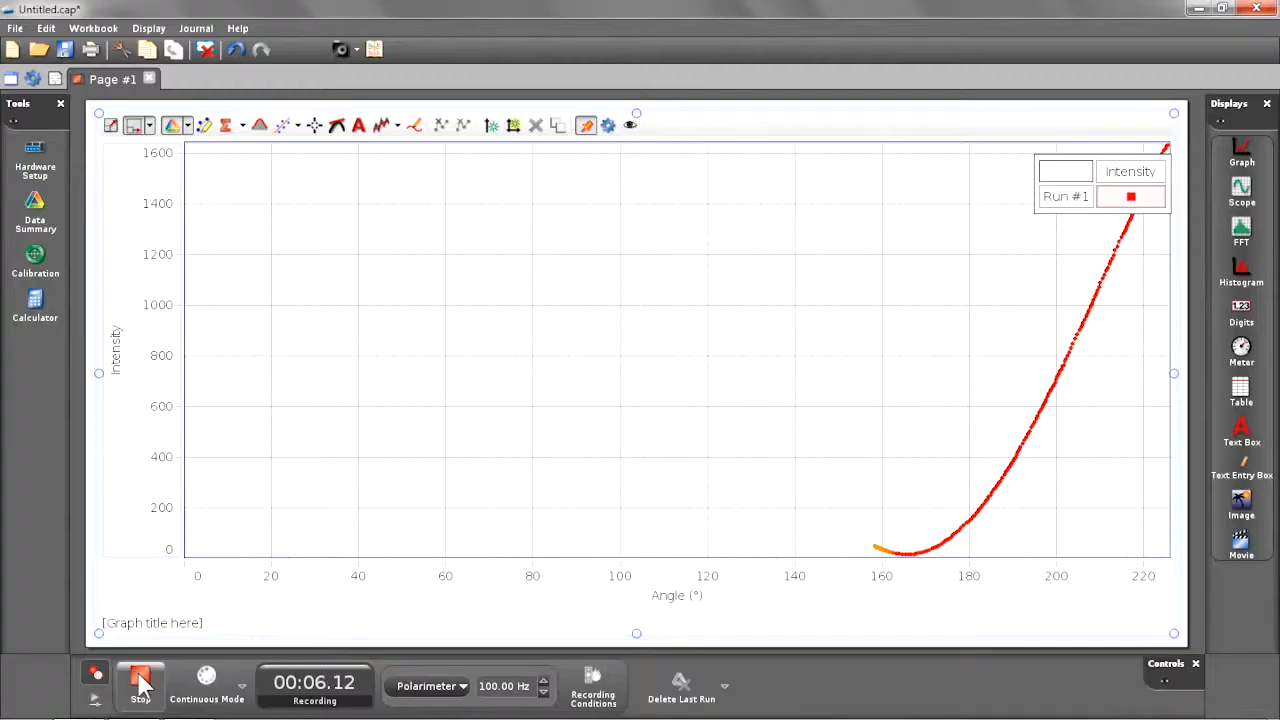 Untitled.cap*
File Edit Workbook Display Journal Help
Page #1
Tools
Displays
Hardware
Setup
Data
Summary
Calibration
Calculator
1600
1400
1200
1000
800
600
400
200
0
Intensity
Intensity
Run #1
0 20 40 60 80 100 120 140 160 180 200 220
Angle (°)
[Graph title here]
Graph
Scope
FFT
Histogram
1.23
Digits
Meter
Table
Text Box
Text Entry Box
Image
Movie
Stop
Continuous Mode
00:06.12
Recording
Polarimeter
100.00 Hz
Recording
Conditions
Delete Last Run
Controls